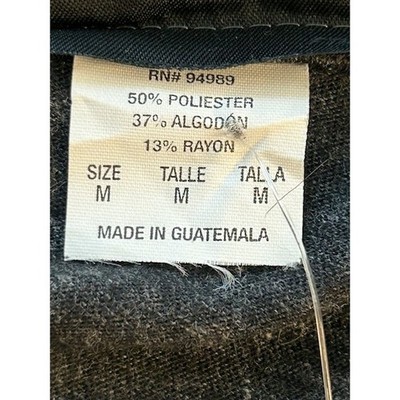 RN# 94989
50% POLIESTER
37% ALGODÓN
13% RAYON
SIZE TALLE TALLA
M M M
MADE IN GUATEMALA